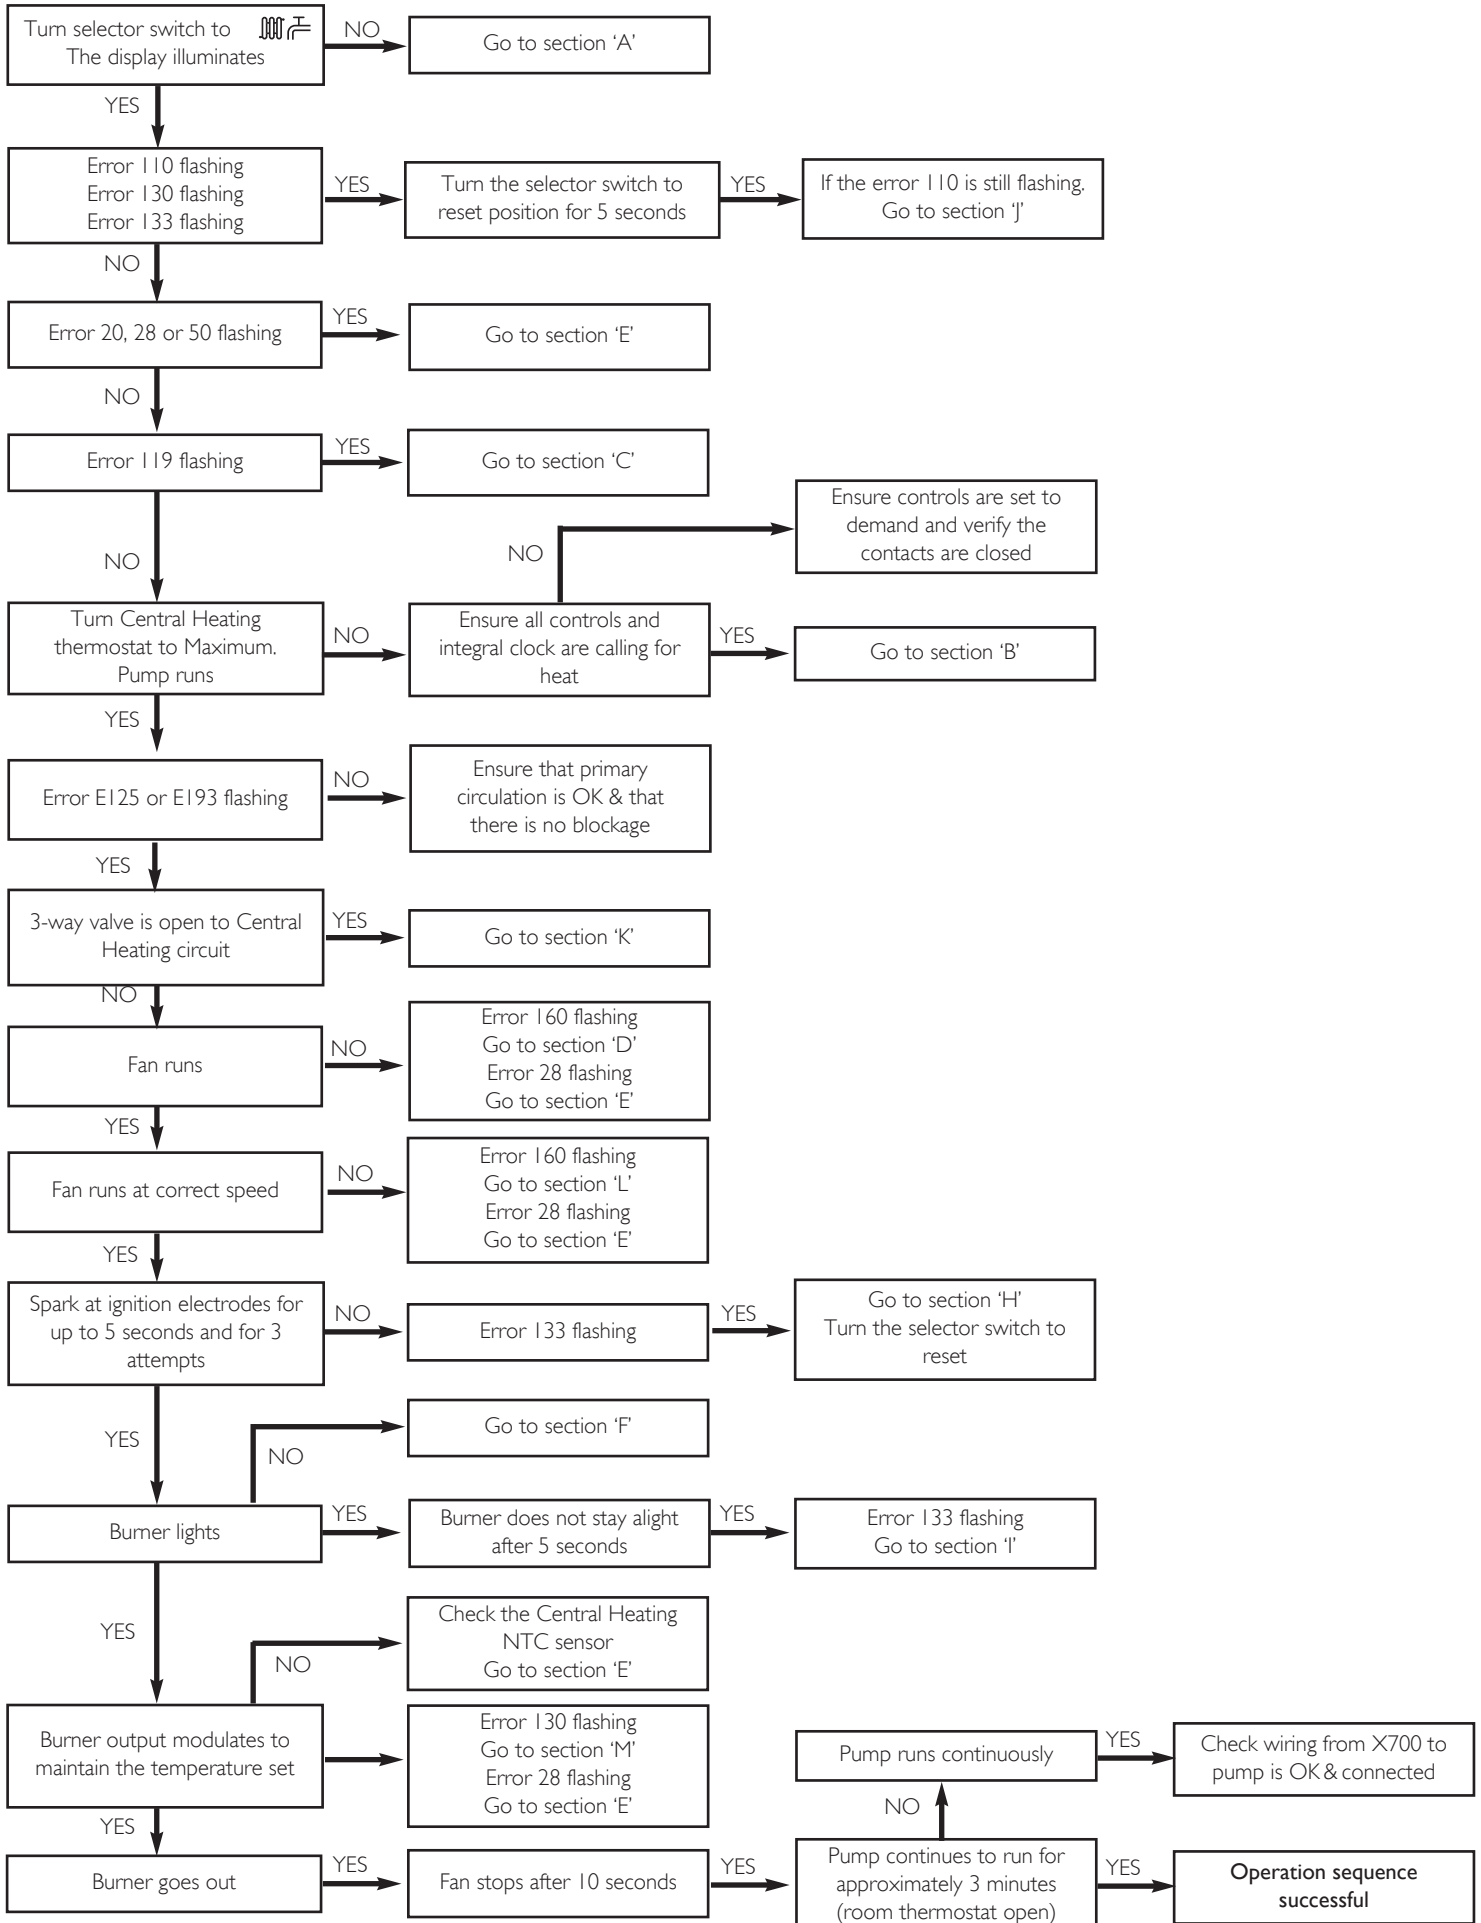 Turn selector switch to
The display illuminates
NO
Go to section ‘A’
YES
Error 110 flashing
Error 130 flashing
Error 133 flashing
YES
Turn the selector switch to
reset position for 5 seconds
YES
If the error 110 is still flashing.
Go to section ‘J’
NO
Error 20, 28 or 50 flashing
YES
Go to section ‘E’
NO
Error 119 flashing
YES
Go to section ‘C’
NO
Turn Central Heating
thermostat to Maximum.
Pump runs
NO
Ensure all controls and
integral clock are calling for
heat
NO
Ensure controls are set to
demand and verify the
contacts are closed
YES
Go to section ‘B’
YES
Error E125 or E193 flashing
NO
Ensure that primary
circulation is OK & that
there is no blockage
YES
3-way valve is open to Central
Heating circuit
YES
Go to section ‘K’
NO
Fan runs
NO
Error 160 flashing
Go to section ‘D’
Error 28 flashing
Go to section ‘E’
YES
Fan runs at correct speed
NO
Error 160 flashing
Go to section ‘L’
Error 28 flashing
Go to section ‘E’
YES
Spark at ignition electrodes for
up to 5 seconds and for 3
attempts
NO
Error 133 flashing
YES
Go to section ‘H’
Turn the selector switch to
reset
YES
NO
Go to section ‘F’
Burner lights
YES
Burner does not stay alight
after 5 seconds
YES
Error 133 flashing
Go to section ‘I’
YES
NO
Check the Central Heating
NTC sensor
Go to section ‘E’
Burner output modulates to
maintain the temperature set
Error 130 flashing
Go to section ‘M’
Error 28 flashing
Go to section ‘E’
YES
Burner goes out
YES
Fan stops after 10 seconds
YES
Pump continues to run for
approximately 3 minutes
(room thermostat open)
NO
Pump runs continuously
YES
Check wiring from X700 to
pump is OK & connected
YES
Operation sequence
successful